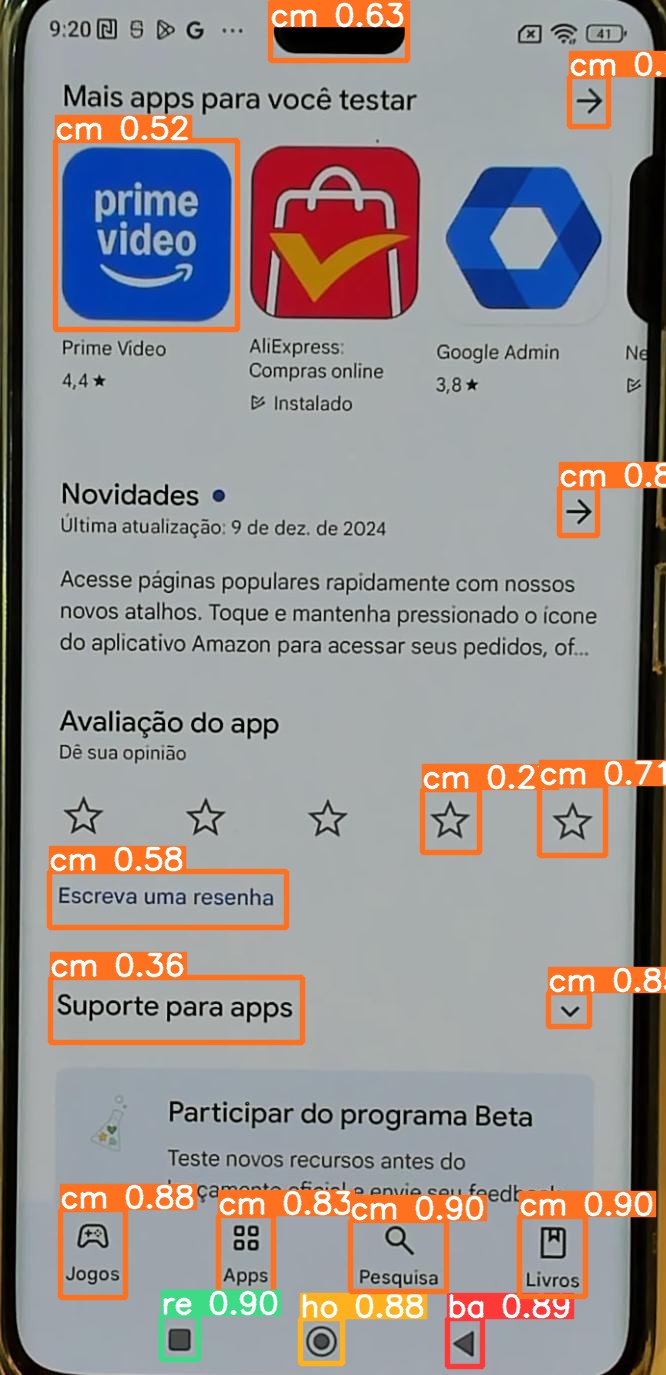 cm 0.63
9:20
41
cm 0.
Mais apps para você testar
cm 0.52
prime
video
Prime Video
4,4★
AliExpress:
Compras online
Instalado
Google Admin
3,8★
Ne
cm 0.8
Novidades
Última atualização: 9 de dez. de 2024
Acesse páginas populares rapidamente com nossos
novos atalhos. Toque e mantenha pressionado o ícone
do aplicativo Amazon para acessar seus pedidos, of...
Avaliação do app
Dê sua opinião
cm 0.2
cm 0.71
cm 0.58
Escreva uma resenha
cm 0.36
Suporte para apps
cm 0.8
Participar do programa Beta
Teste novos recursos antes do
e envie seu
cm 0.88
cm 0.83
cm 0.90
cm 0.90
Jogos
Apps
Pesquisa
Livros
re 0.90
ho 0.88
ba 0.89